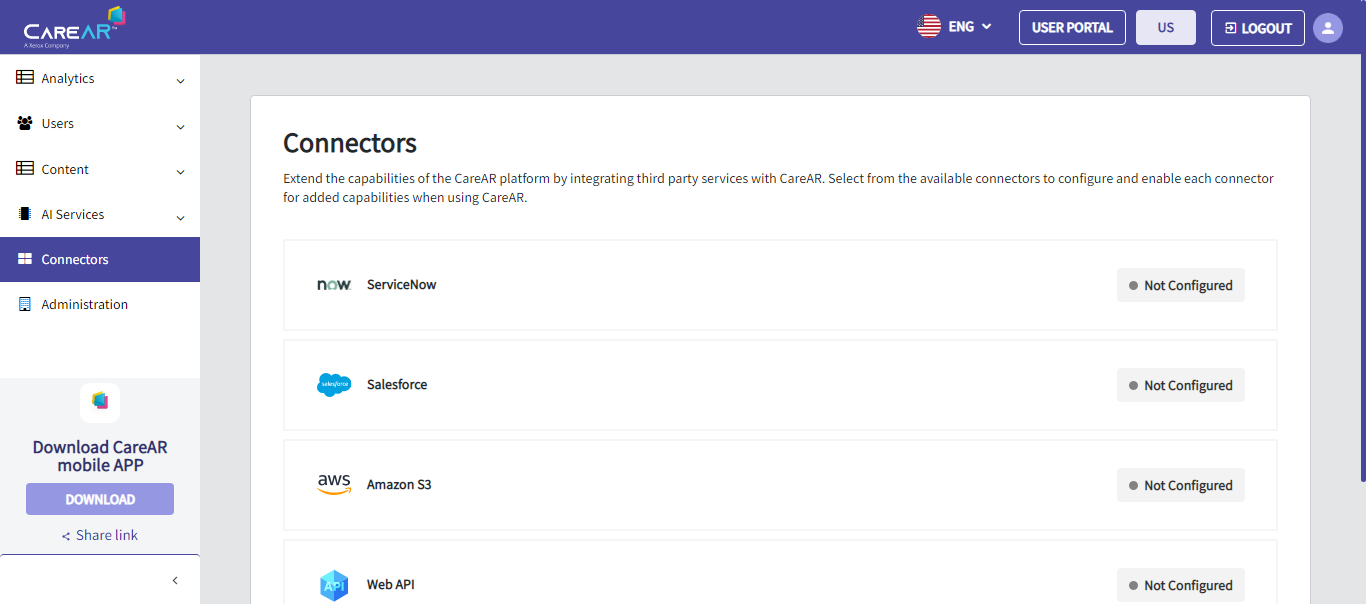 CAREAR™
A Xerox Company
ENG
USER PORTAL
US
LOGOUT
Analytics
Users
Content
AI Services
Connectors
Administration
Download CareAR
mobile APP
DOWNLOAD
Share link
Connectors
Extend the capabilities of the CareAR platform by integrating third party services with CareAR. Select from the available connectors to configure and enable each connector
for added capabilities when using CareAR.
now.
ServiceNow
Not Configured
salesforce
Salesforce
Not Configured
aws
Amazon S3
Not Configured
API
Web API
Not Configured